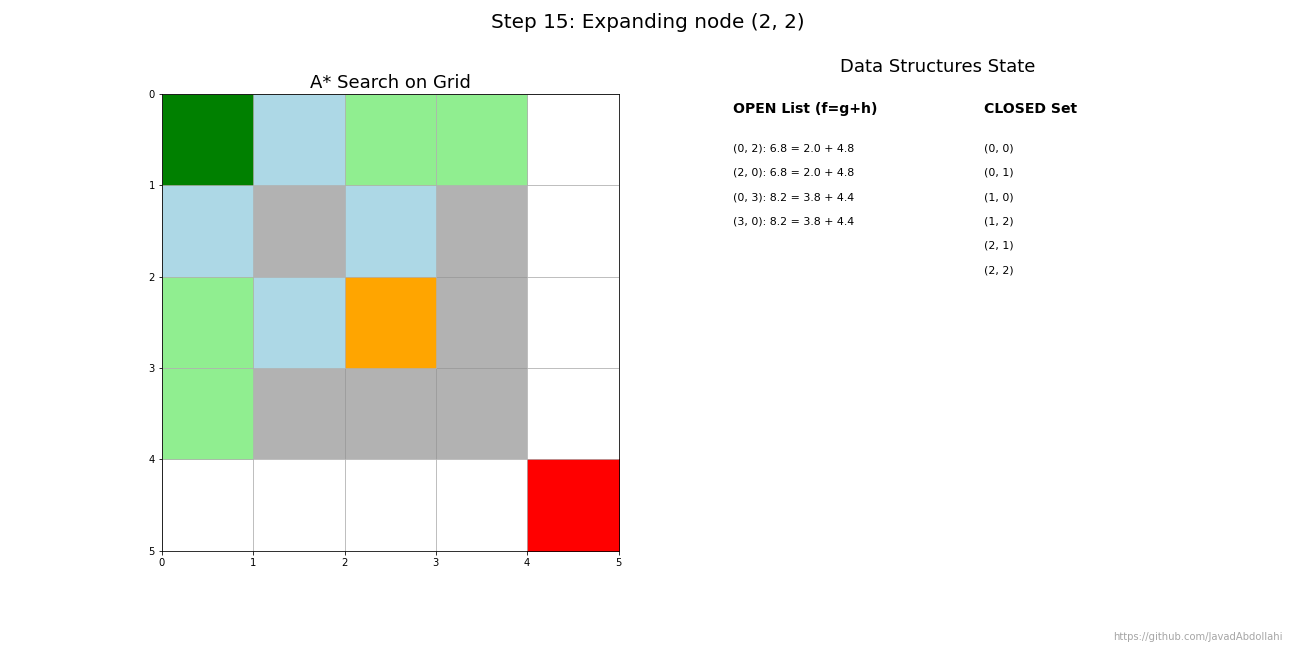 Step 15: Expanding node (2, 2)
A* Search on Grid
0
1
2
3
4
5
0 1 2 3 4 5
Data Structures State
OPEN List (f=g+h)
(0, 2): 6.8 = 2.0 + 4.8
(2, 0): 6.8 = 2.0 + 4.8
(0, 3): 8.2 = 3.8 + 4.4
(3, 0): 8.2 = 3.8 + 4.4
CLOSED Set
(0, 0)
(0, 1)
(1, 0)
(1, 2)
(2, 1)
(2, 2)
https://github.com/JavadAbdollahi